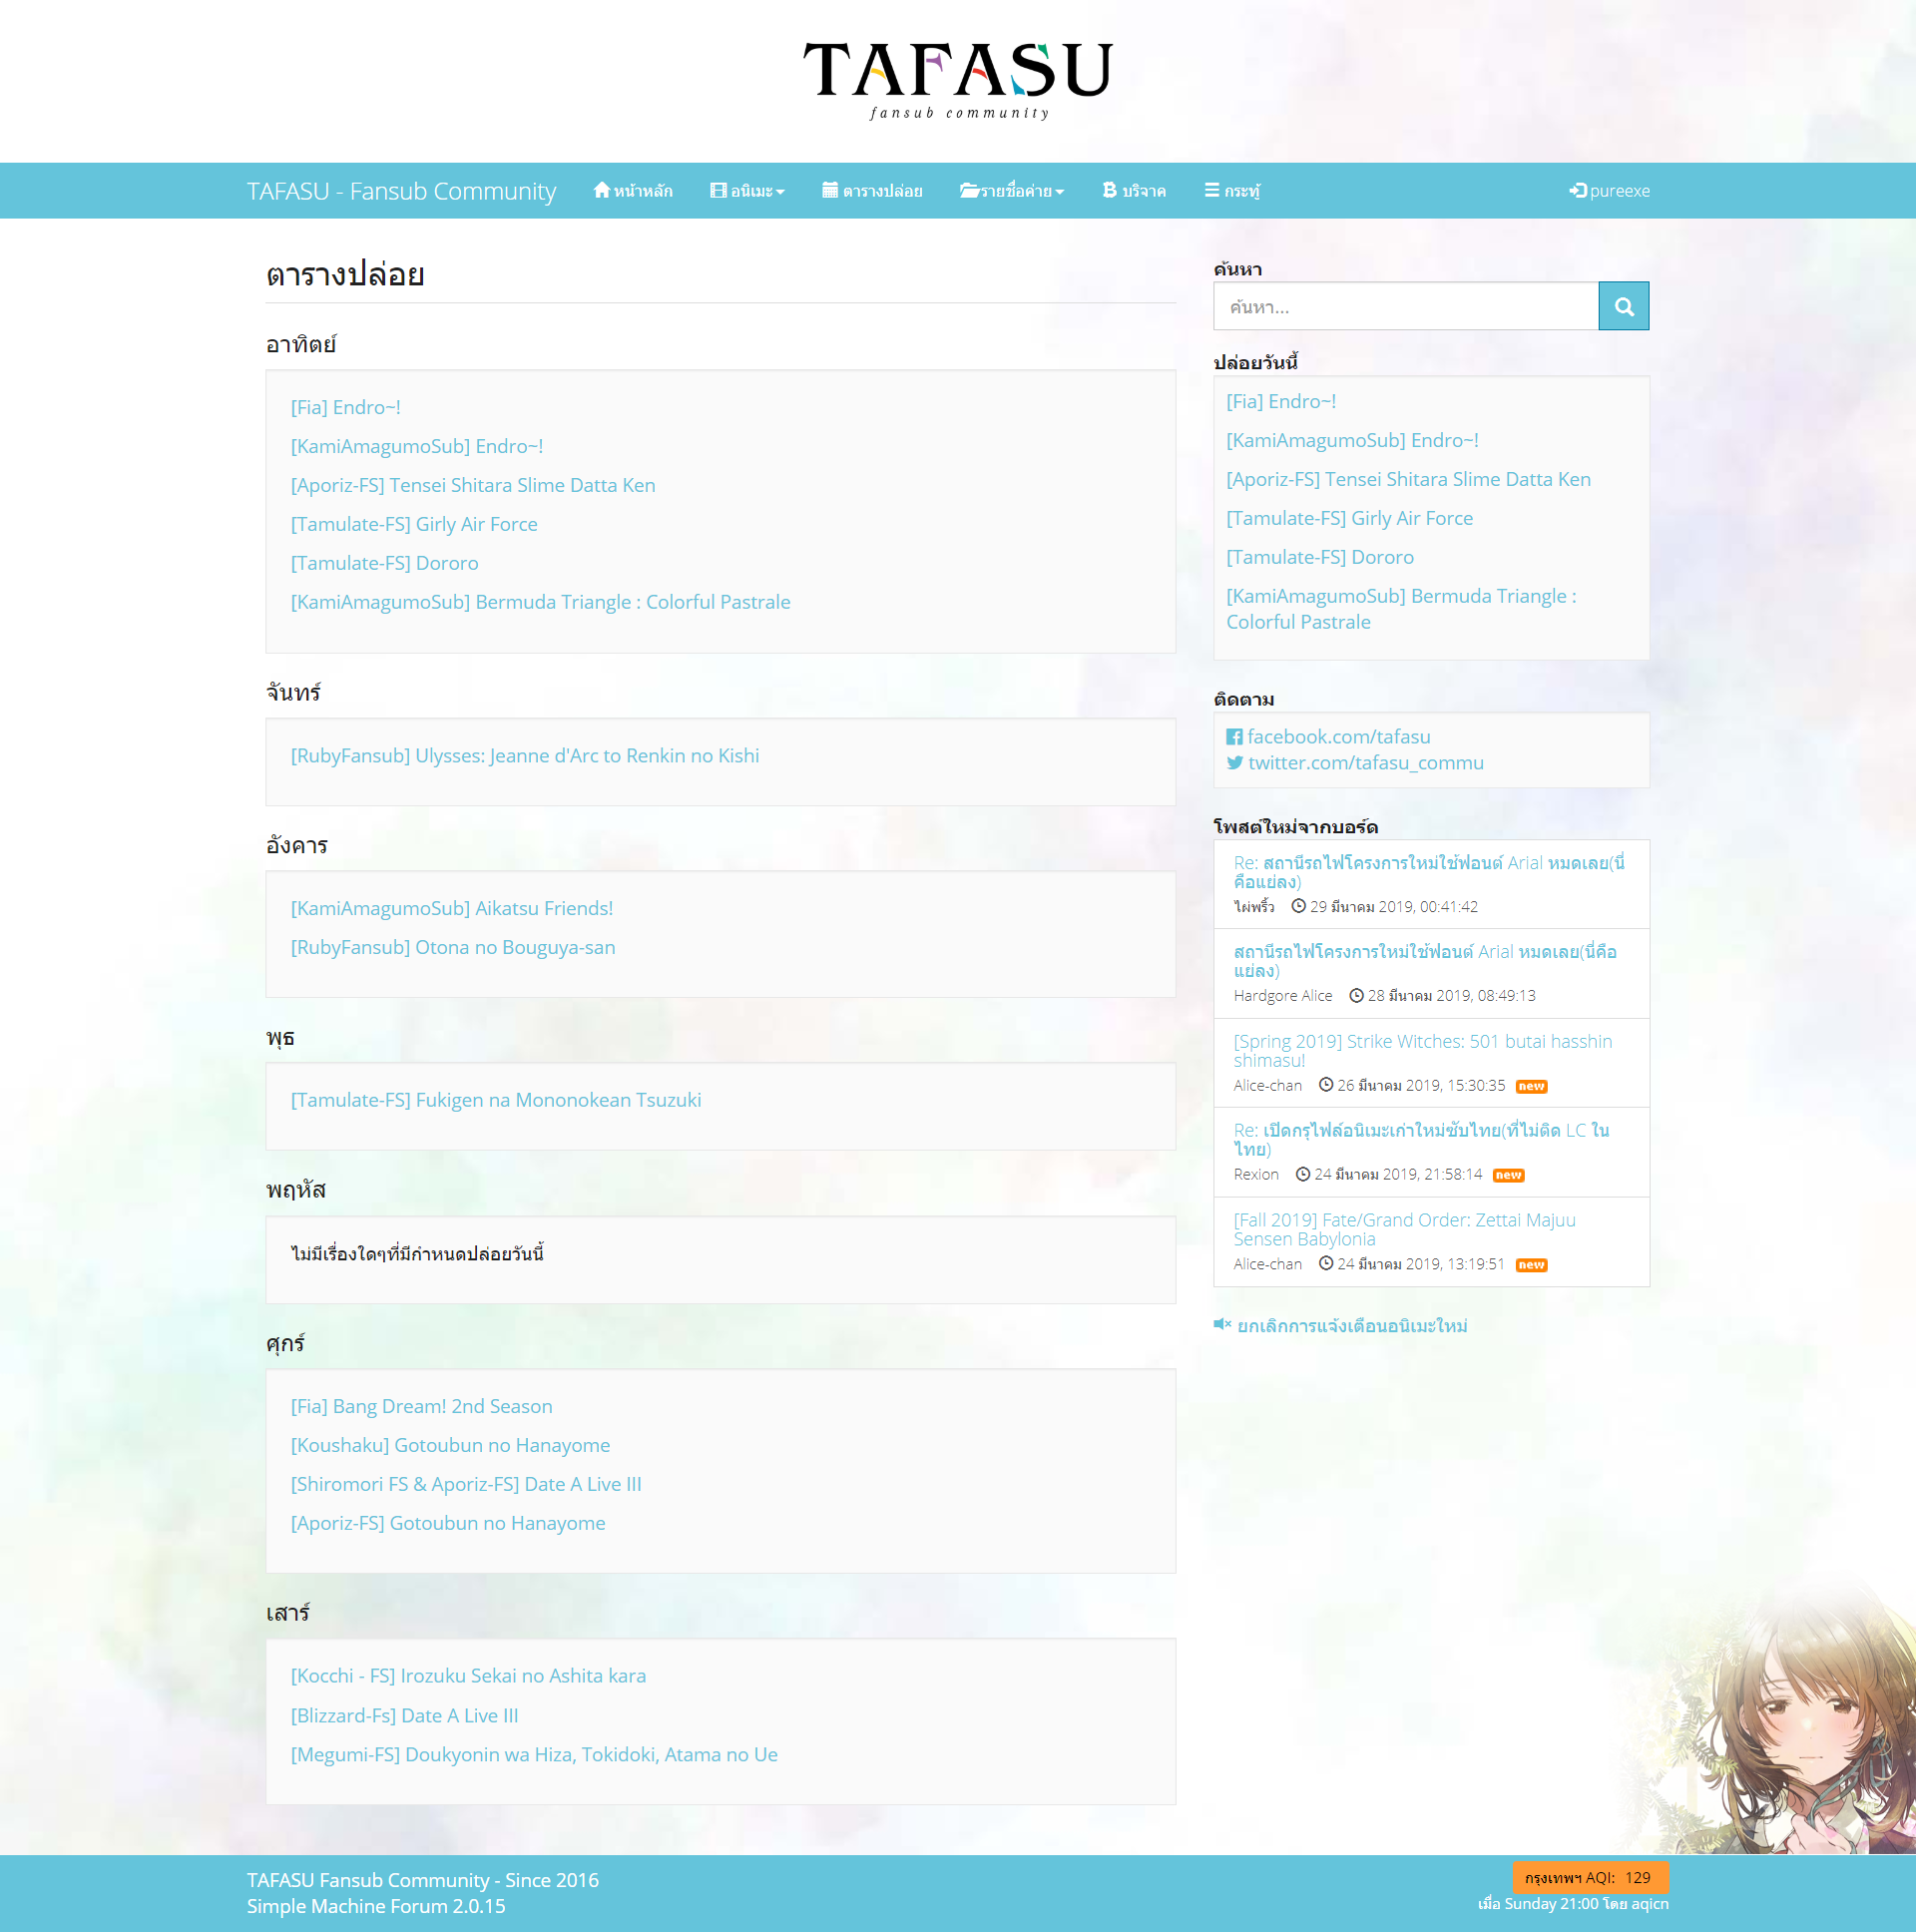 TAFASU
fansub community
TAFASU - Fansub Community
หน้าหลัก
อนิเมะ
ตารางปล่อย
รายชื่อค่าย
บริจาค
กระทู้
pureexe
ตารางปล่อย
อาทิตย์
[Fia] Endro~!
[KamiAmagumoSub] Endro~!
[Aporiz-FS] Tensei Shitara Slime Datta Ken
[Tamulate-FS] Girly Air Force
[Tamulate-FS] Dororo
[KamiAmagumoSub] Bermuda Triangle : Colorful Pastrale
จันทร์
[RubyFansub] Ulysses: Jeanne d'Arc to Renkin no Kishi
อังคาร
[KamiAmagumoSub] Aikatsu Friends!
[RubyFansub] Otona no Bouguya-san
พุธ
[Tamulate-FS] Fukigen na Mononokean Tsuzuki
พฤหัส
ไม่มีเรื่องใดๆที่มีกำหนดปล่อยวันนี้
ศุกร์
[Fia] Bang Dream! 2nd Season
[Koushaku] Gotoubun no Hanayome
[Shiromori FS & Aporiz-FS] Date A Live III
[Aporiz-FS] Gotoubun no Hanayome
เสาร์
[Kocchi - FS] Irozuku Sekai no Ashita kara
[Blizzard-Fs] Date A Live III
[Megumi-FS] Doukyonin wa Hiza, Tokidoki, Atama no Ue
ค้นหา
ค้นหา...
ปล่อยวันนี้
[Fia] Endro~!
[KamiAmagumoSub] Endro~!
[Aporiz-FS] Tensei Shitara Slime Datta Ken
[Tamulate-FS] Girly Air Force
[Tamulate-FS] Dororo
[KamiAmagumoSub] Bermuda Triangle :
Colorful Pastrale
ติดตาม
facebook.com/tafasu
twitter.com/tafasu_commu
โพสต์ใหม่จากบอร์ด
Re: สถานีรถไฟโครงการใหม่ใช้ฟอนต์ Arial หมดเลย(นี่
คือแย่ลง)
ไผ่พริ้ว 29 มีนาคม 2019, 00:41:42
สถานีรถไฟโครงการใหม่ใช้ฟอนต์ Arial หมดเลย(นี่คือ
แย่ลง)
Hardgore Alice 28 มีนาคม 2019, 08:49:13
[Spring 2019] Strike Witches: 501 butai hasshin
shimasu!
Alice-chan 26 มีนาคม 2019, 15:30:35 new
Re: เปิดกรุไฟล์อนิเมะเก่าใหม่ซับไทย(ที่ไม่ติด LC ใน
ไทย)
Rexion 24 มีนาคม 2019, 21:58:14 new
[Fall 2019] Fate/Grand Order: Zettai Majuu
Sensen Babylonia
Alice-chan 24 มีนาคม 2019, 13:19:51 new
ยกเลิกการแจ้งเตือนอนิเมะใหม่
TAFASU Fansub Community - Since 2016
Simple Machine Forum 2.0.15
กรุงเทพฯ AQI: 129
เมื่อ Sunday 21:00 โดย aqicn